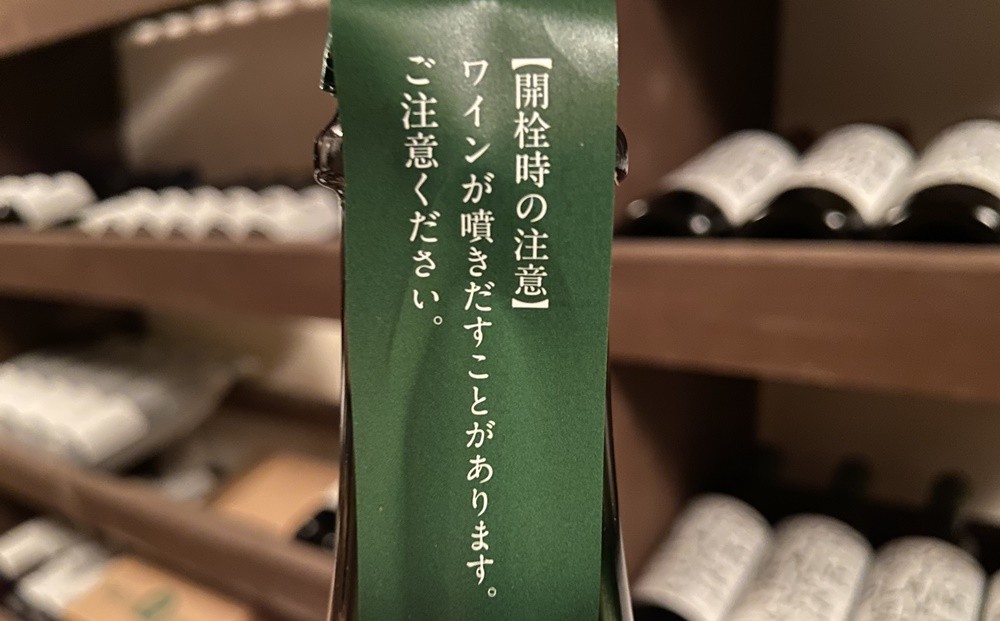 【開栓時の注意】
ワインが噴きだすことがあります。
ご注意ください。